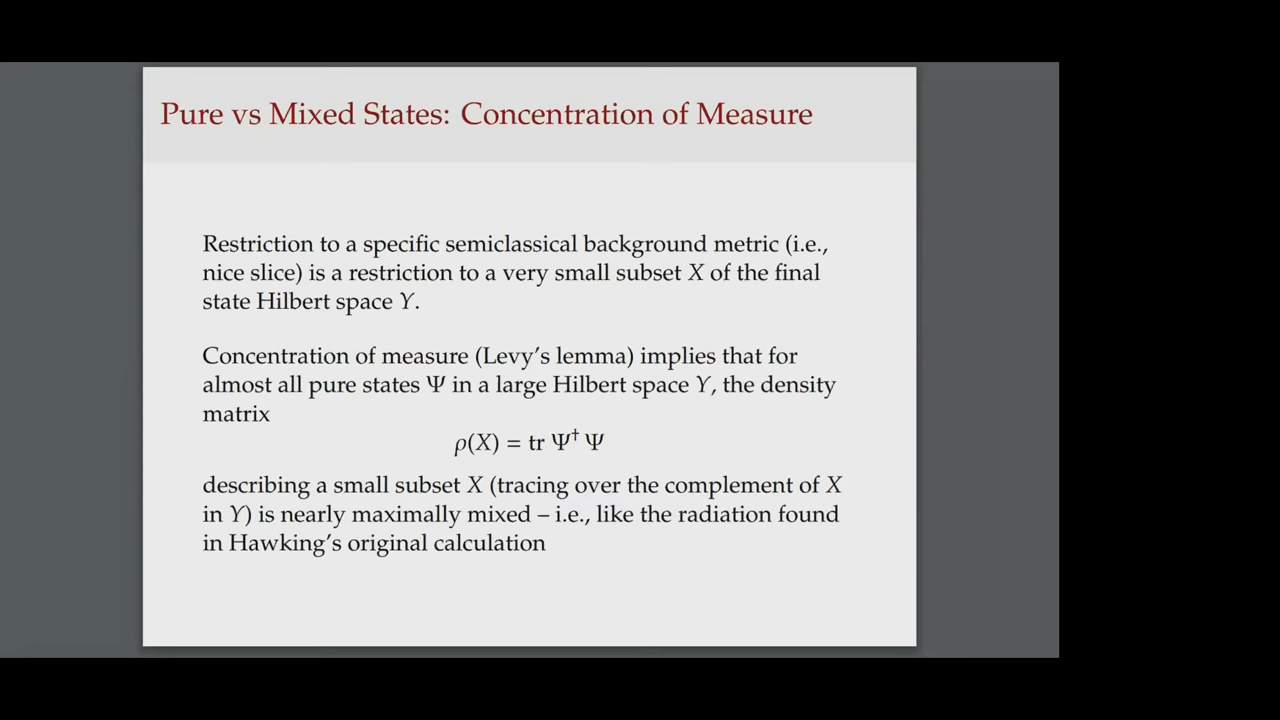 Pure vs Mixed States: Concentration of Measure
Restriction to a specific semiclassical background metric (i.e.,
nice slice) is a restriction to a very small subset X of the final
state Hilbert space Y.
Concentration of measure (Levy's lemma) implies that for
almost all pure states Ψ in a large Hilbert space Y, the density
matrix
ρ(X) = tr Ψ† Ψ
describing a small subset X (tracing over the complement of X
in Y) is nearly maximally mixed – i.e., like the radiation found
in Hawking's original calculation